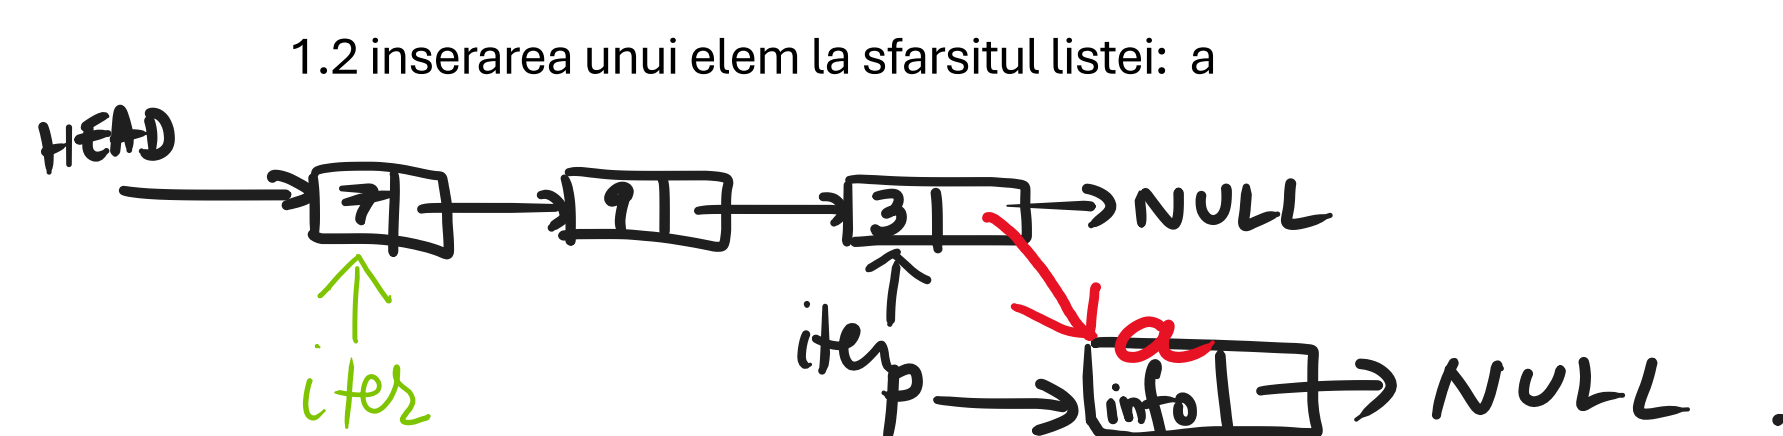 1.2 inserarea unui elem la sfarsitul listei: a
HEAD
7 9 3 NULL
iter iter
a
p info NULL